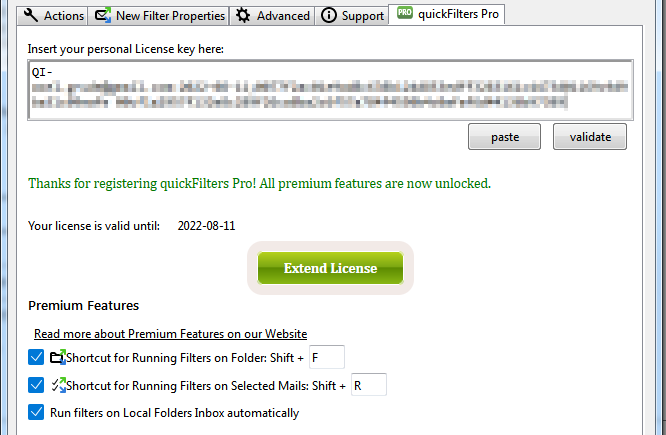 Actions New Filter Properties Advanced Support PRO quickFilters Pro
Insert your personal License key here:
QI-
paste validate
Thanks for registering quickFilters Pro! All premium features are now unlocked.
Your license is valid until: 2022-08-11
Extend License
Premium Features
Read more about Premium Features on our Website
Shortcut for Running Filters on Folder: Shift + F
Shortcut for Running Filters on Selected Mails: Shift + R
Run filters on Local Folders Inbox automatically